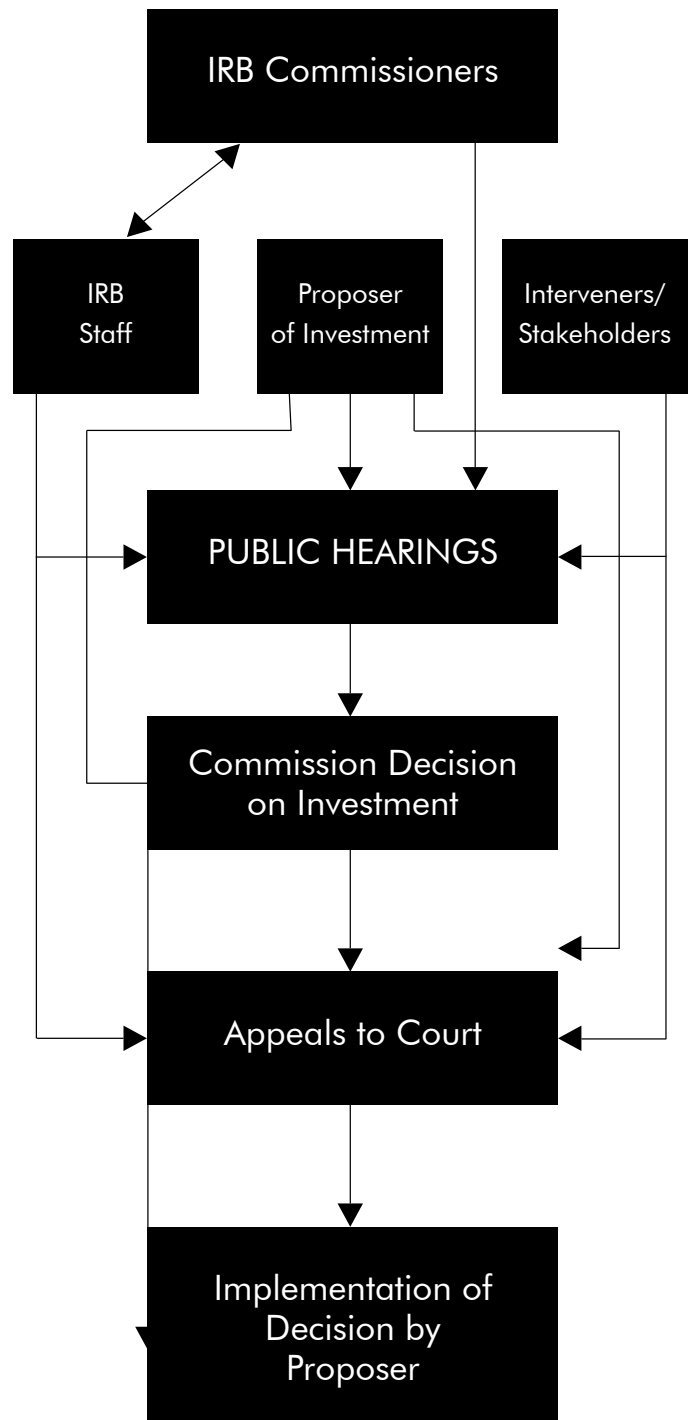 IRB Commissioners
IRB
Staff
Proposer
of Investment
Interveners/
Stakeholders
PUBLIC HEARINGS
Commission Decision
on Investment
Appeals to Court
Implementation of
Decision by
Proposer